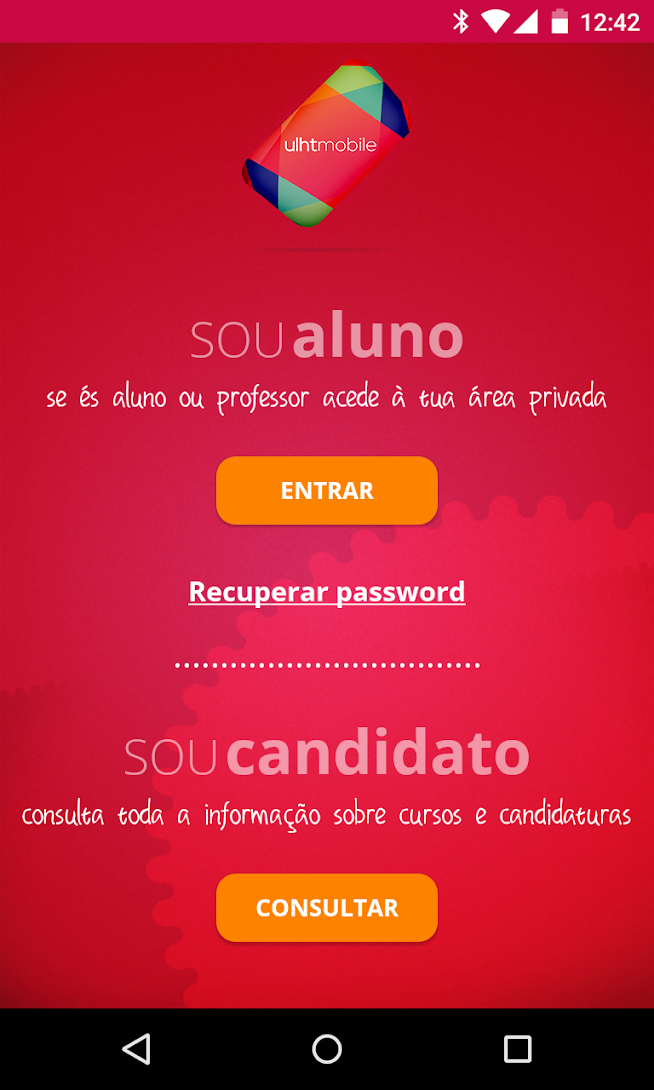 12:42
ulhtmobile
sou aluno
se és aluno ou professor acede à tua área privada
ENTRAR
Recuperar password
sou candidato
consulta toda a informação sobre cursos e candidaturas
CONSULTAR